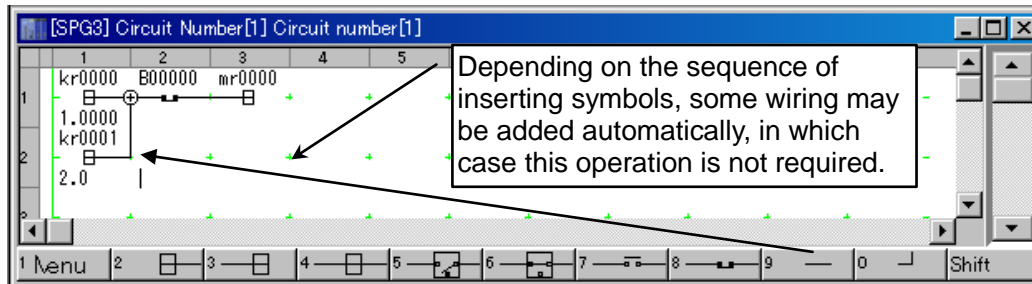 [SPG3] Circuit Number[1] Circuit number[1]
1 2 3 4 5
kr0000 B00000 mr0000
1
1.0000
kr0001
2
2.0
Depending on the sequence of
inserting symbols, some wiring may
be added automatically, in which
case this operation is not required.
1 Menu 2 3 4 5 6 7 8 9 0 Shift